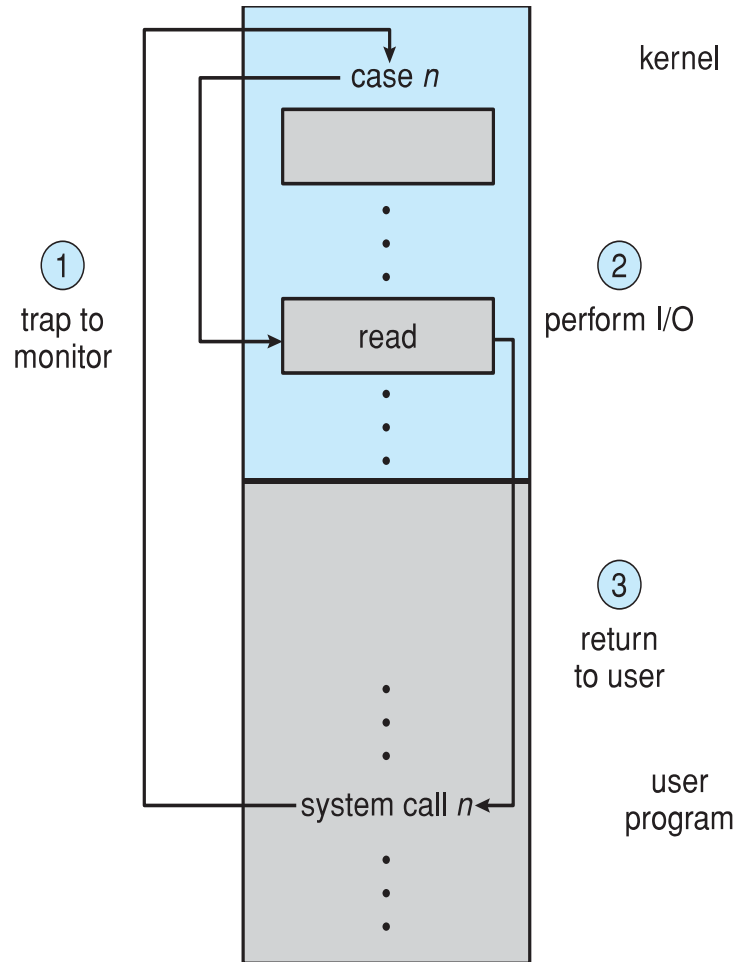 kernel
case n
1
trap to
monitor
2
perform I/O
read
3
return
to user
system call n
user
program